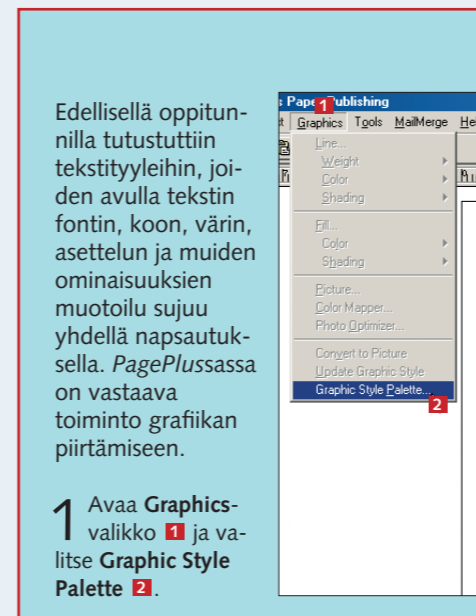 Edellisellä oppitun-
nilla tutustuttiin
tekstityyleihin, joi-
den avulla tekstin
fontin, koon, värin,
asettelun ja muiden
ominaisuuksien
muotoilu sujuu
yhdellä napsautuk-
sella. PagePlussassa
on vastaava
toiminto grafiikan
piirtämiseen.
1 Avaa Graphics-
valikko 1 ja va-
litse Graphic Style
Palette 2.
Publishing
1
Graphics Tools MailMerge
Line...
Weight
Color
Shading
Fill...
Color
Shading
Picture...
Color Mapper...
Photo Optimizer...
Convert to Picture
Update Graphic Style
Graphic Style Palette...
2